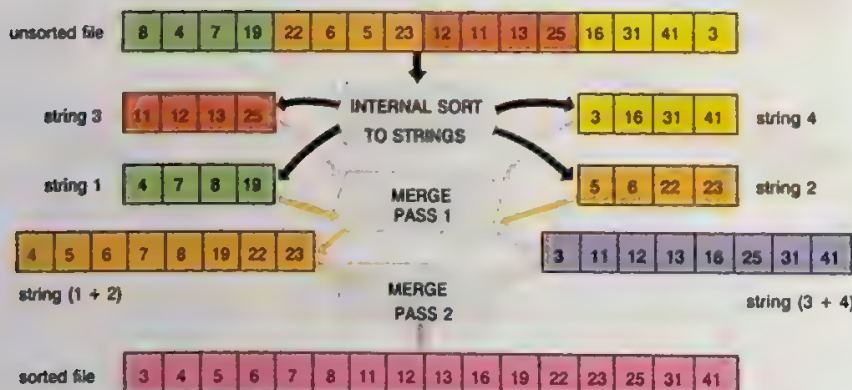 unsorted file 8 4 7 19 22 6 5 23 12 11 13 25 16 31 41 3
string 3 11 12 13 25 INTERNAL SORT TO STRINGS 3 16 31 41 string 4
string 1 4 7 8 19 MERGE PASS 1 5 6 22 23 string 2
4 5 6 7 8 19 22 23 3 11 12 13 16 25 31 41
string (1 + 2) MERGE PASS 2 string (3 + 4)
sorted file 3 4 5 6 7 8 11 12 13 16 19 22 23 25 31 41